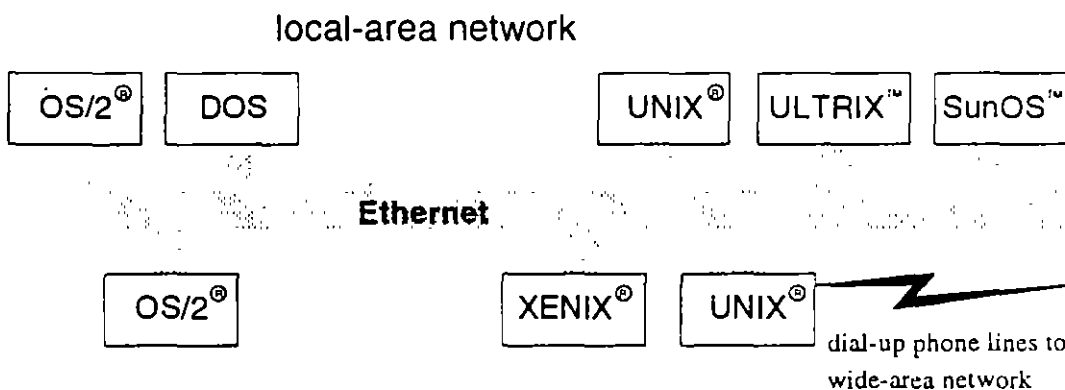 local-area network
OS/2® DOS UNIX® ULTRIX™ SunOS™
Ethernet
OS/2® XENIX® UNIX®
dial-up phone lines to
wide-area network